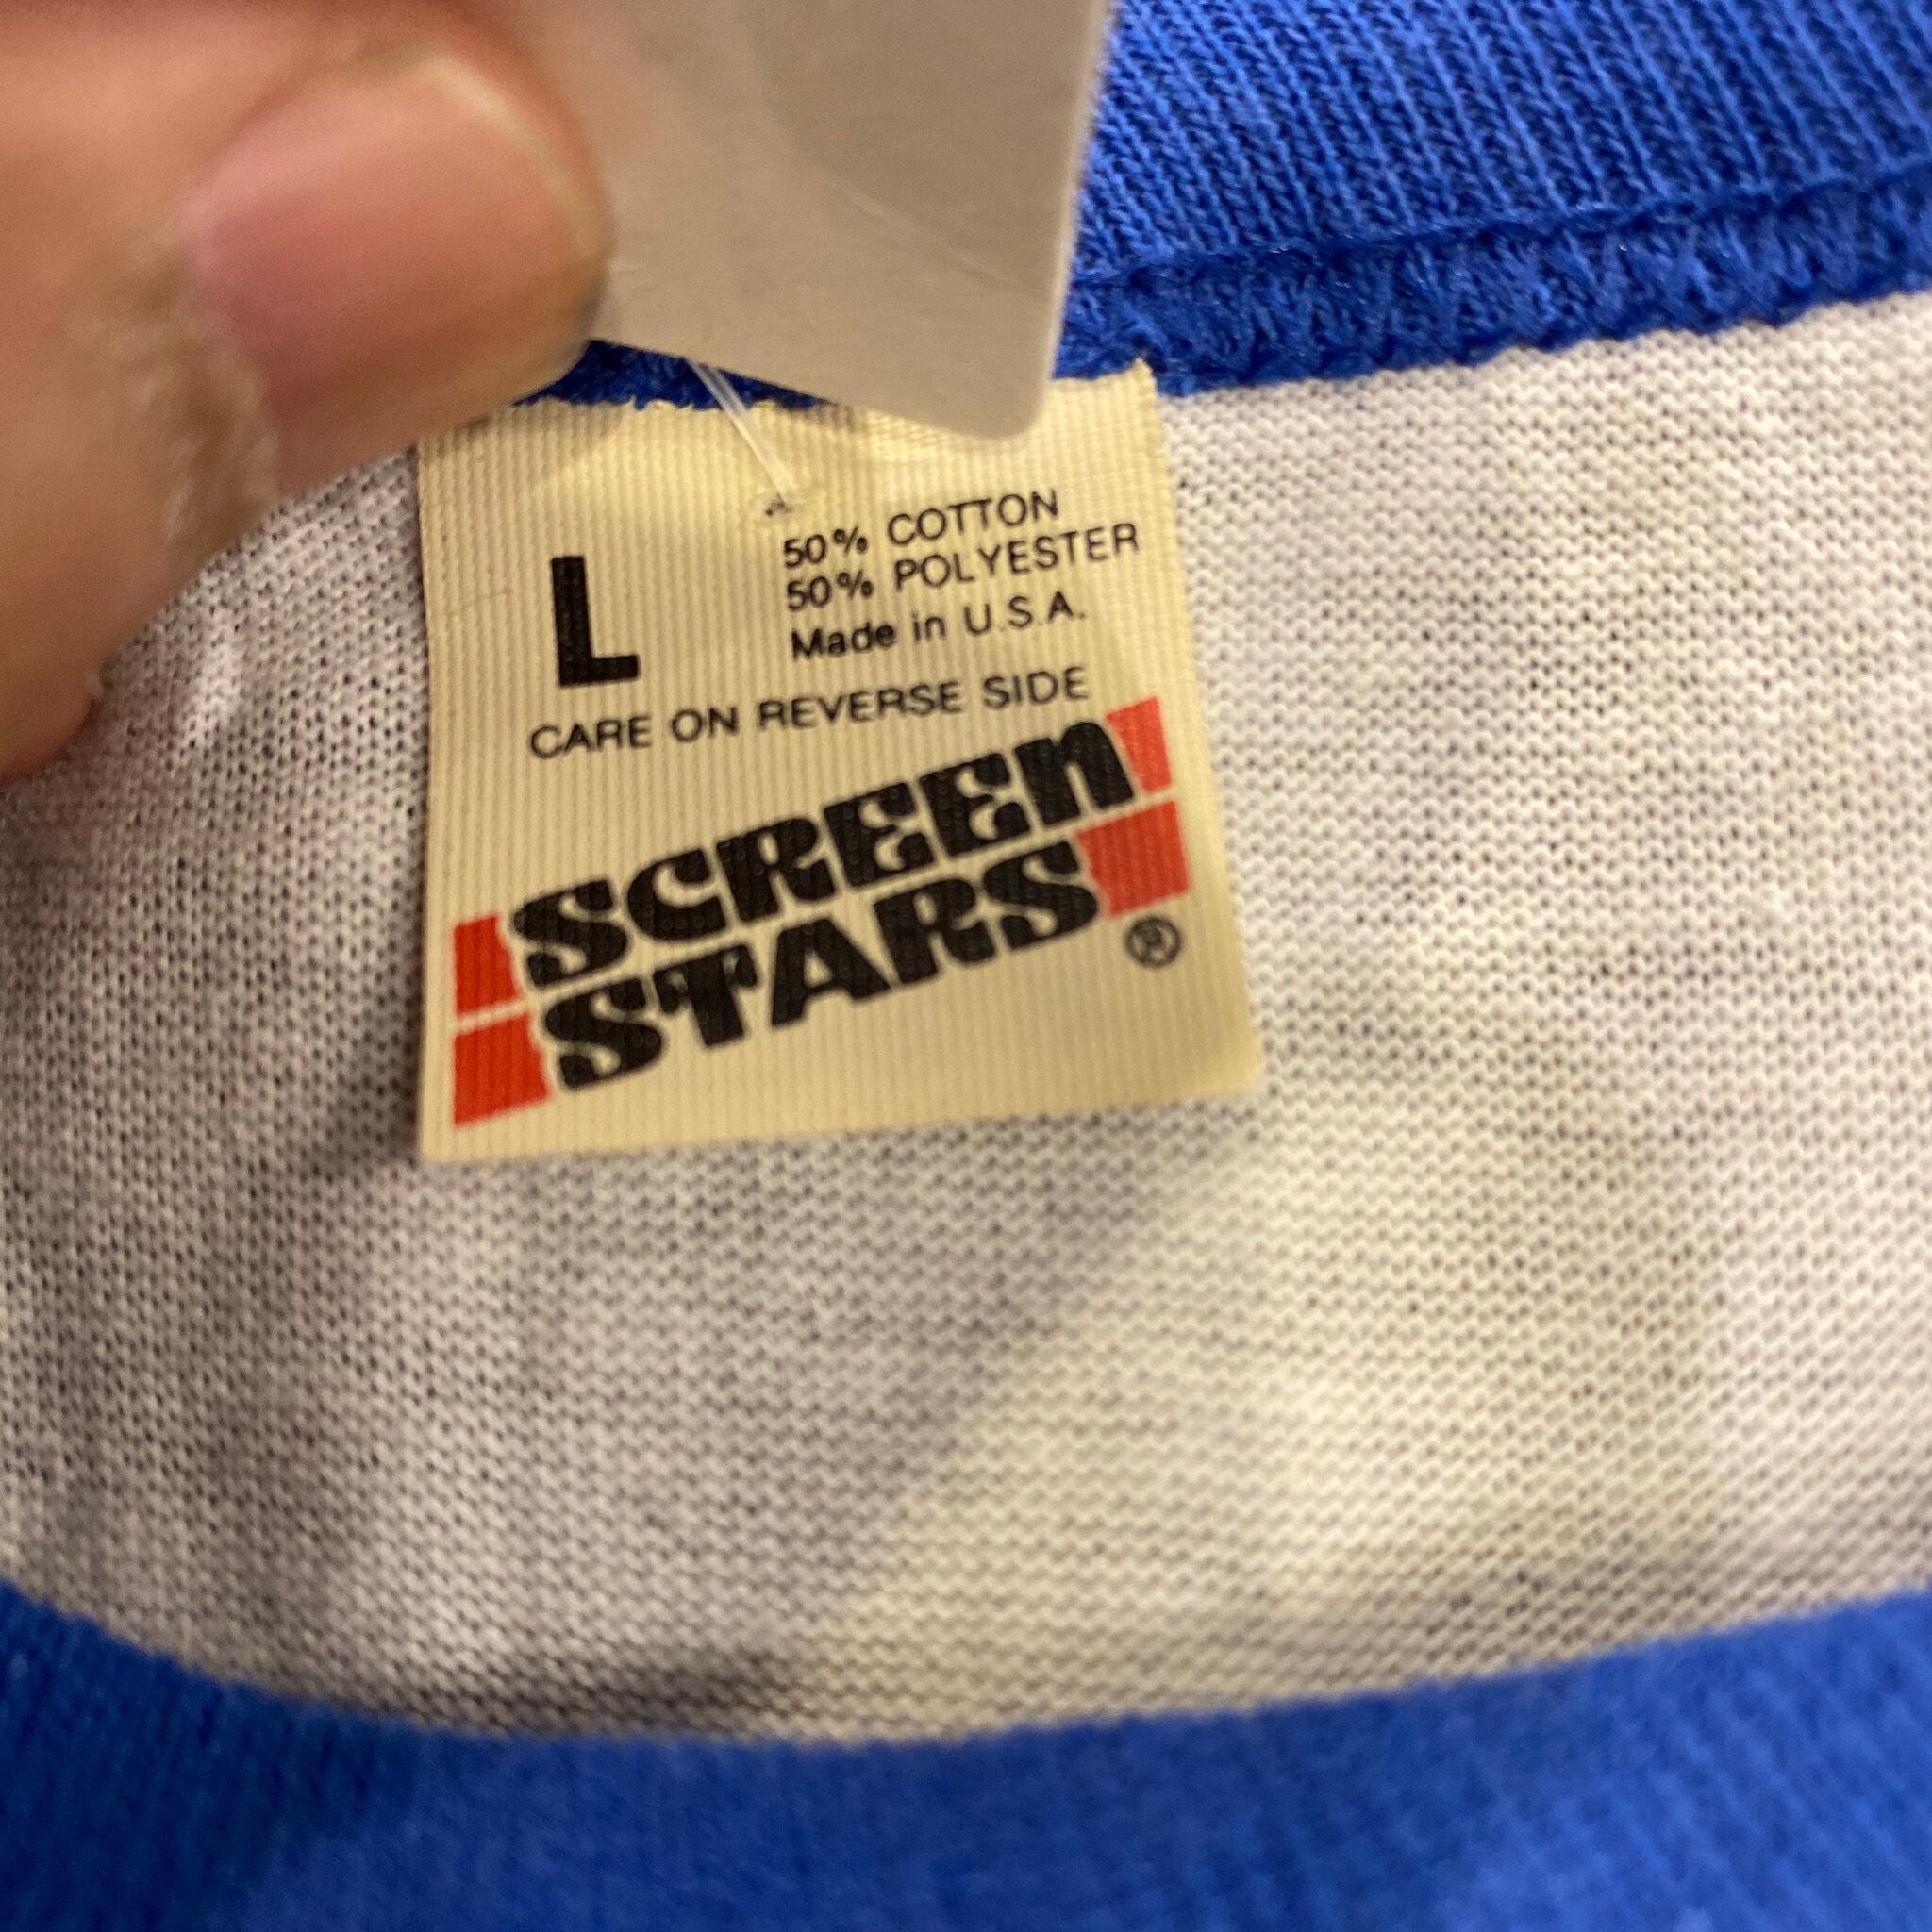 L
50% COTTON
50% POLYESTER
Made in U.S.A.
CARE ON REVERSE SIDE
SCREEN
STARS
®